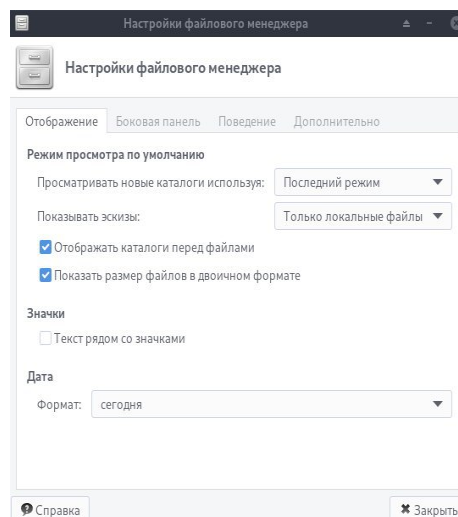 Настройки файлового менеджера
Настройки файлового менеджера
Отображение Боковая панель Поведение Дополнительно
Режим просмотра по умолчанию
Просматривать новые каталоги используя: Последний режим
Показывать эскизы: Только локальные файлы
Отображать каталоги перед файлами
Показать размер файлов в двоичном формате
Значки
Текст рядом со значками
Дата
Формат: сегодня
Справка Закрыть